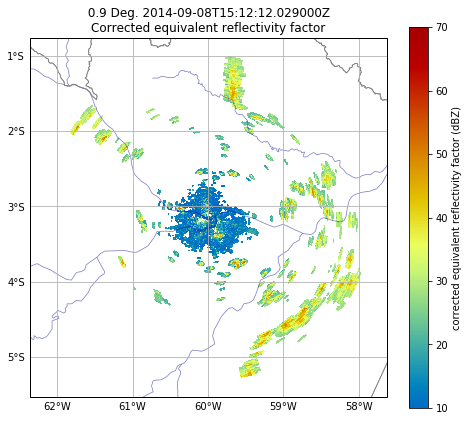 0.9 Deg. 2014-09-08T15:12:12.029000Z
Corrected equivalent reflectivity factor
1°S
2°S
3°S
4°S
5°S
62°W 61°W 60°W 59°W 58°W
70
60
50
40
30
20
10
corrected equivalent reflectivity factor (dBZ)